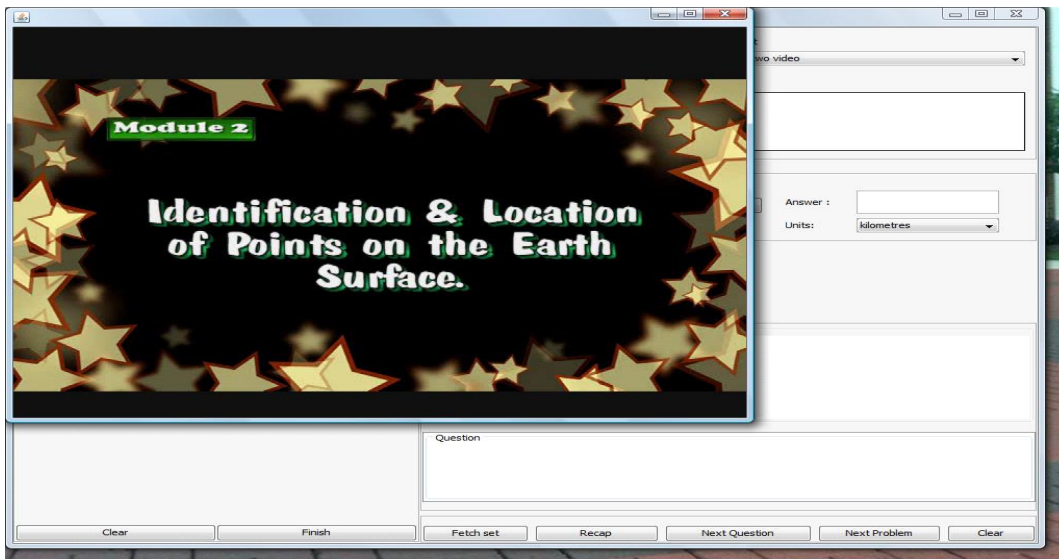 Module 2
Identification & Location
of Points on the Earth
Surface.
wo video
Answer :
Units:
kilometres
Question
Clear
Finish
Fetch set
Recap
Next Question
Next Problem
Clear